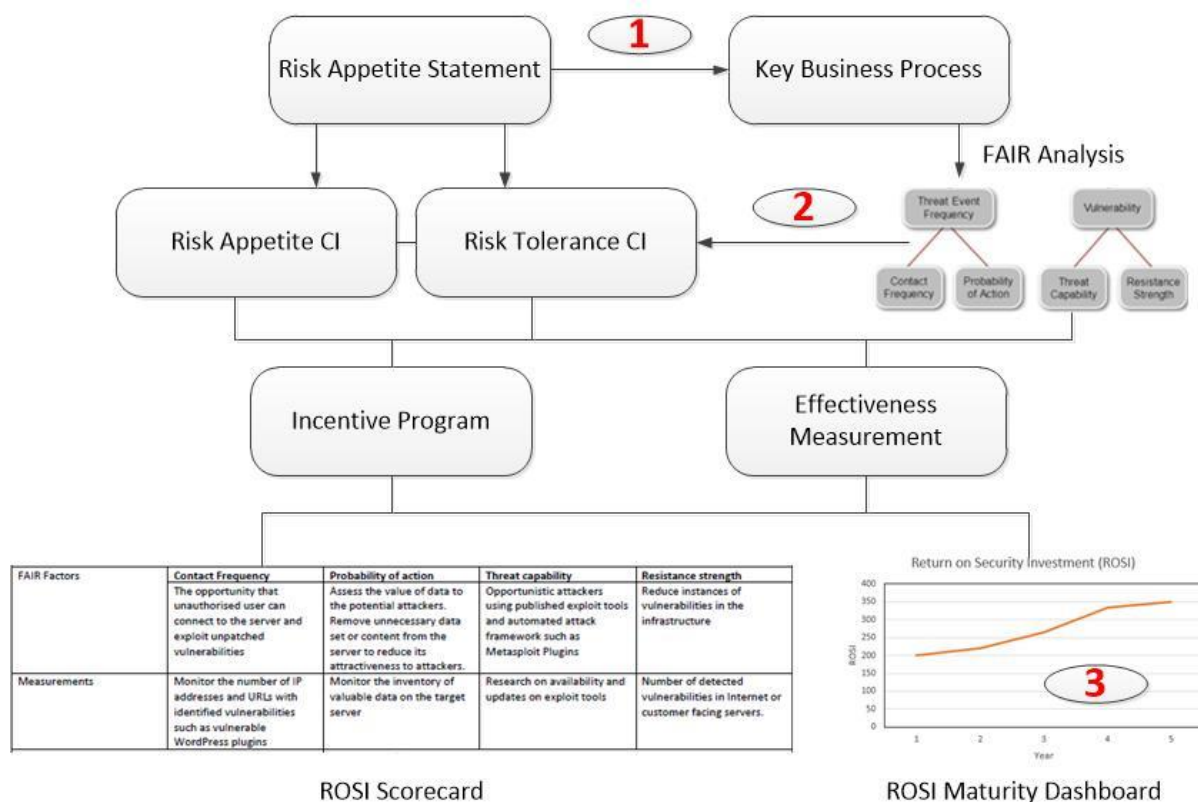 1
Risk Appetite Statement
Key Business Process
FAIR Analysis
2
Threat Event
Frequency
Vulnerability
Contact
Frequency
Probability
of Action
Threat
Capability
Resistance
Strength
Risk Appetite CI
Risk Tolerance CI
Incentive Program
Effectiveness
Measurement
FAIR Factors
Contact Frequency
The opportunity that
unauthorised user can
connect to the server and
exploit unpatched
vulnerabilities
Probability of action
Assess the value of data to
the potential attackers.
Remove unnecessary data
set or content from the
server to reduce its
attractiveness to attackers.
Threat capability
Opportunistic attackers
using published exploit tools
and automated attack
framework such as
Metasploit Plugins
Resistance strength
Reduce instances of
vulnerabilities in the
infrastructure
Measurements
Monitor the number of IP
addresses and URLs with
identified vulnerabilities
such as vulnerable
WordPress plugins
Monitor the inventory of
valuable data on the target
server
Research on availability and
updates on exploit tools
Number of detected
vulnerabilities in Internet or
customer facing servers.
ROSI Scorecard
Return on Security Investment (ROSI)
400
350
300
250
200
150
100
50
0
ROSI
3
1 2 3 4 5
Year
ROSI Maturity Dashboard